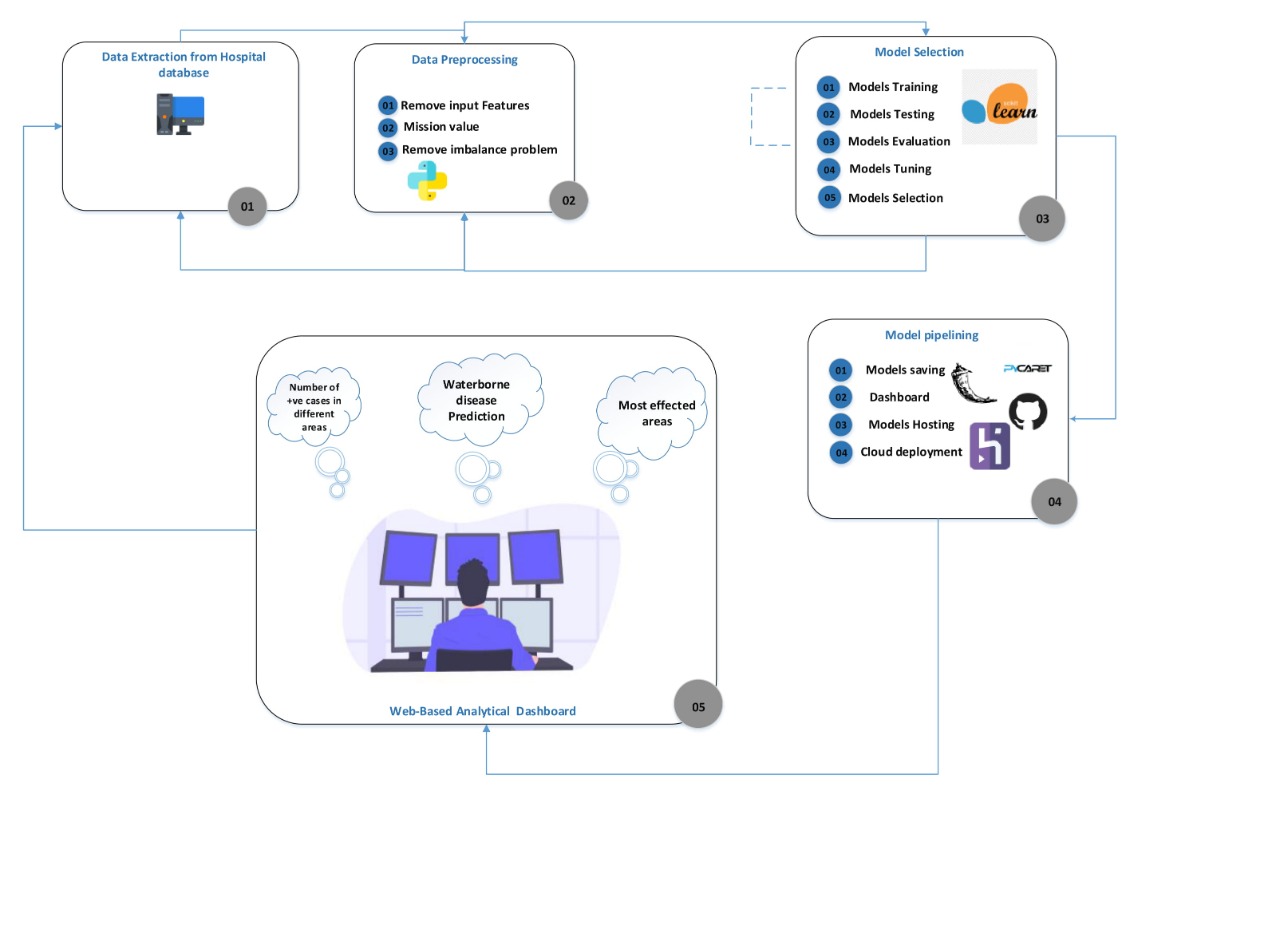 Data Extraction from Hospital
database
01
Data Preprocessing
01 Remove input Features
02 Mission value
03 Remove imbalance problem
02
Model Selection
01 Models Training
02 Models Testing
03 Models Evaluation
04 Models Tuning
05 Models Selection
learn
03
Model pipelining
01 Models saving
02 Dashboard
03 Models Hosting
04 Cloud deployment
PYCARET
04
Number of
+ve cases in
different
areas
Waterborne
disease
Prediction
Most effected
areas
Web-Based Analytical Dashboard
05